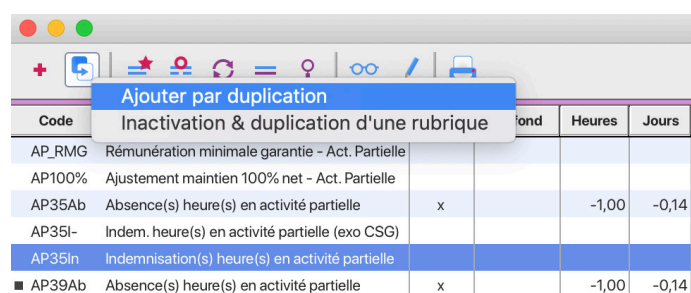 Ajouter par duplication
Inactivation & duplication d'une rubrique
Code fond Heures Jours
AP_RMG Rémunération minimale garantie - Act. Partielle
AP100% Ajustement maintien 100% net - Act. Partielle
AP35Ab Absence(s) heure(s) en activité partielle x -1,00 -0,14
AP35I- Indem. heure(s) en activité partielle (exo CSG)
AP35In Indemnisation(s) heure(s) en activité partielle
AP39Ab Absence(s) heure(s) en activité partielle x -1,00 -0,14